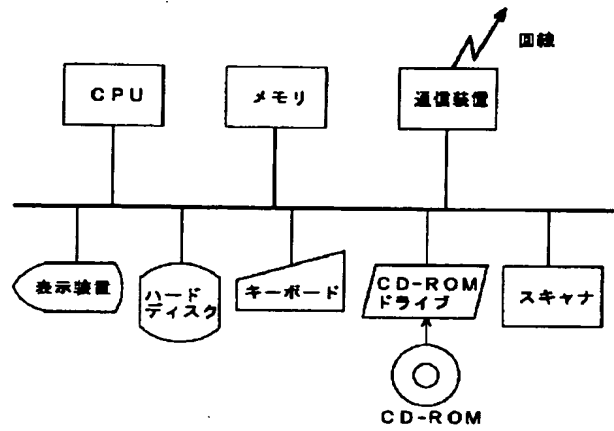 回線
CPU
メモリ
通信装置
表示装置
ハード
ディスク
キーボード
CD-ROM
ドライブ
スキャナ
CD-ROM